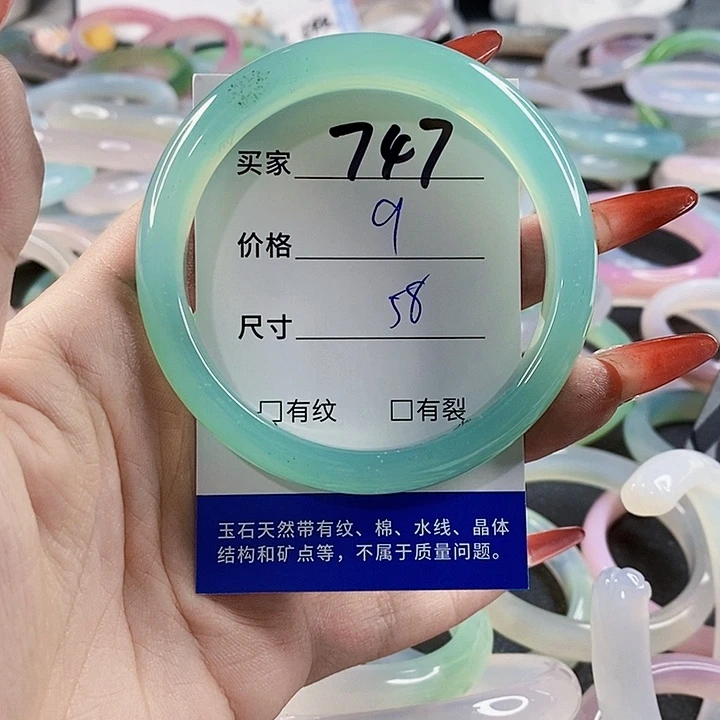 买家 747
价格 9
尺寸 58
□有纹 □有裂
玉石天然带有纹、棉、水线、晶体
结构和矿点等，不属于质量问题。